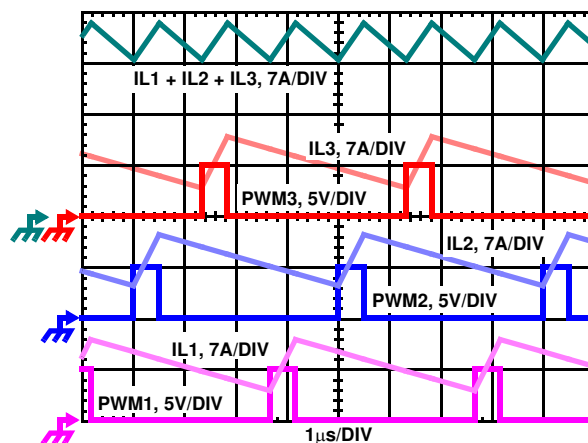 IL1 + IL2 + IL3, 7A/DIV
IL3, 7A/DIV
PWM3, 5V/DIV
IL2, 7A/DIV
PWM2, 5V/DIV
IL1, 7A/DIV
PWM1, 5V/DIV
1μs/DIV